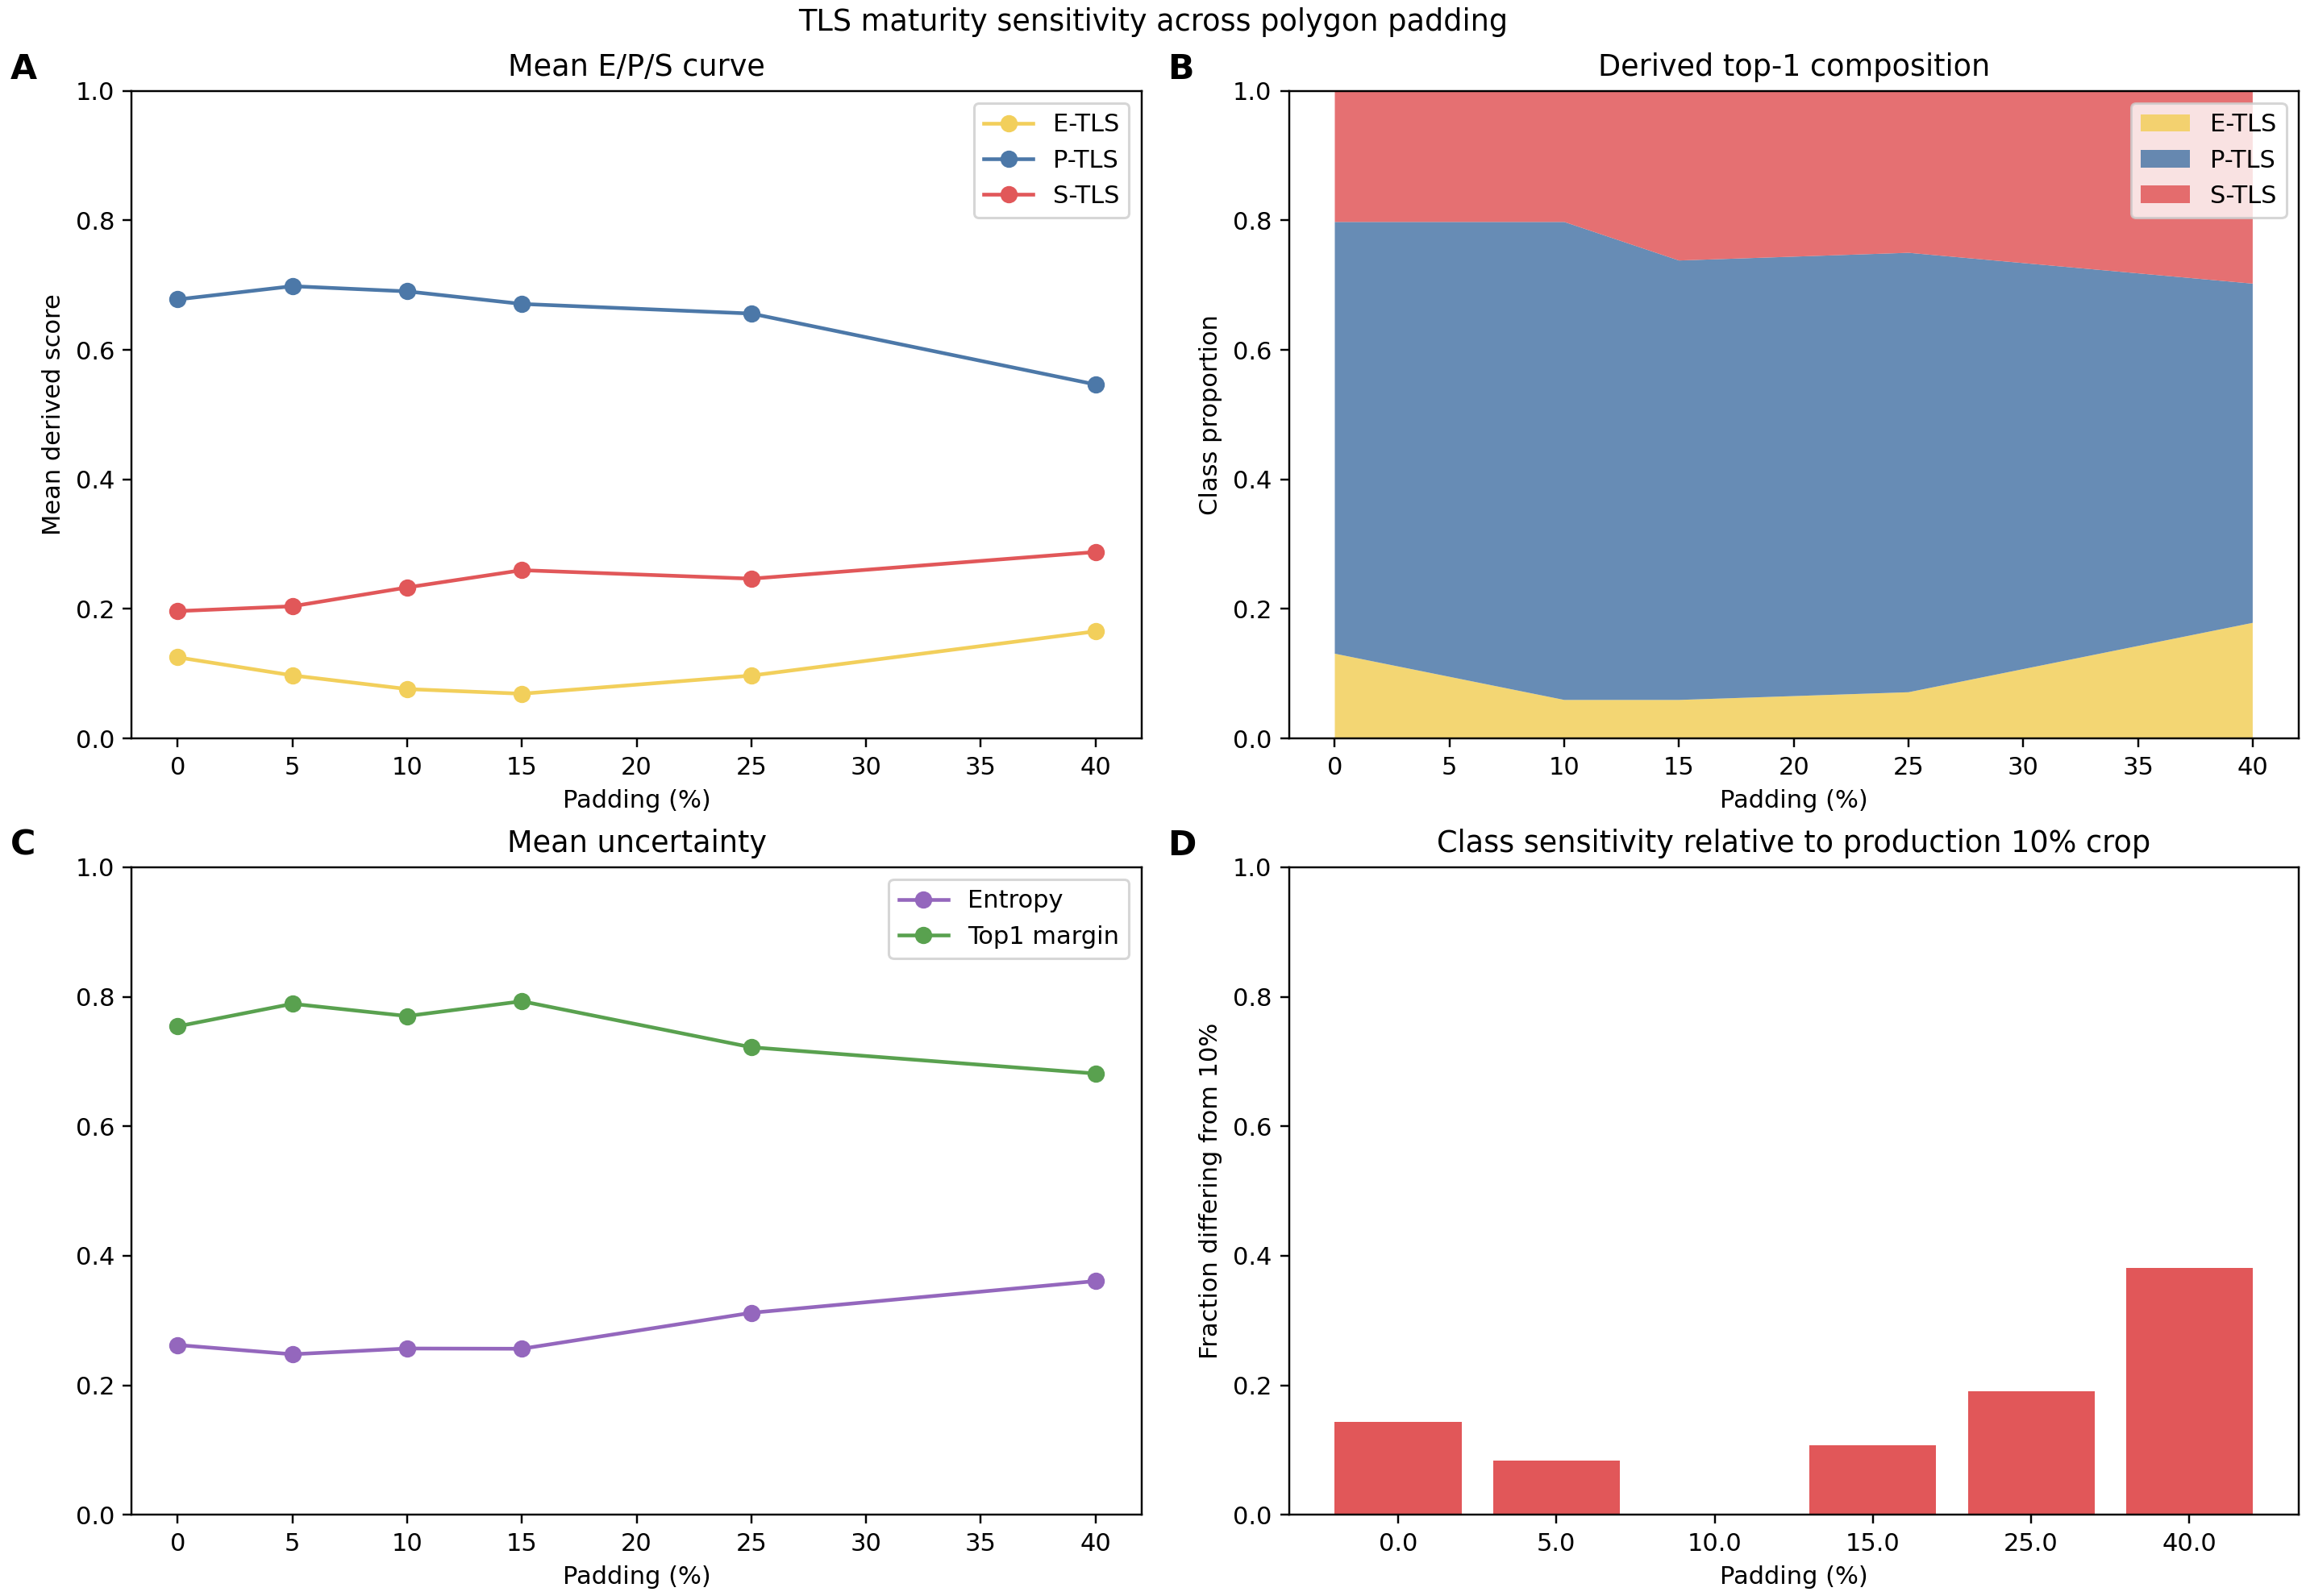 TLS maturity sensitivity across polygon padding
A
Mean E/P/S curve
1.0
0.8
0.6
0.4
0.2
0.0
Mean derived score
E-TLS
P-TLS
S-TLS
0 5 10 15 20 25 30 35 40
Padding (%)
B
Derived top-1 composition
1.0
0.8
0.6
0.4
0.2
0.0
Class proportion
E-TLS
P-TLS
S-TLS
0 5 10 15 20 25 30 35 40
Padding (%)
C
Mean uncertainty
1.0
0.8
0.6
0.4
0.2
0.0
Entropy
Top1 margin
0 5 10 15 20 25 30 35 40
Padding (%)
D
Class sensitivity relative to production 10% crop
1.0
0.8
0.6
0.4
0.2
0.0
Fraction differing from 10%
0.0 5.0 10.0 15.0 25.0 40.0
Padding (%)